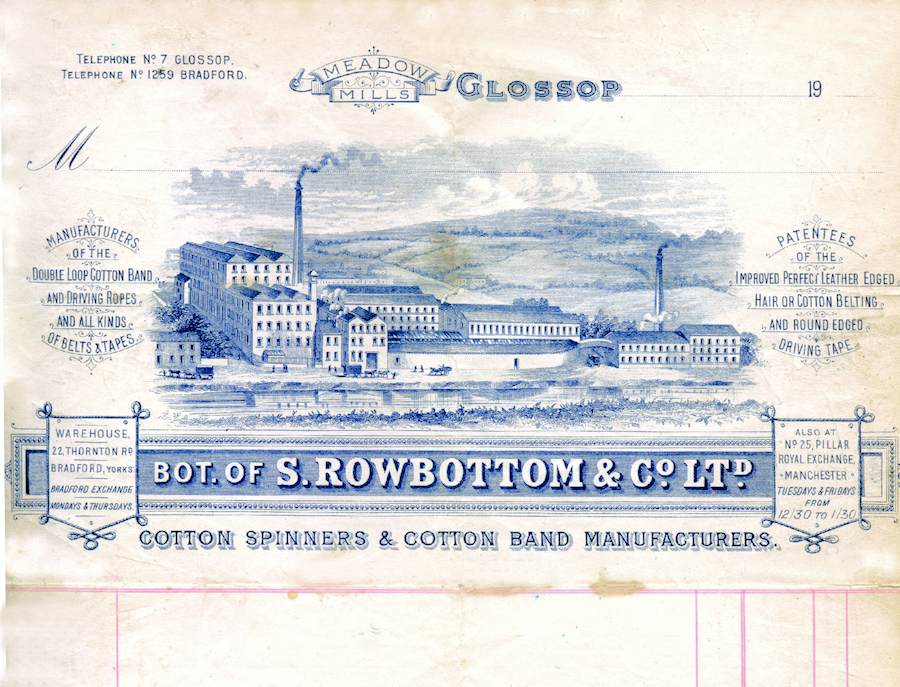 TELEPHONE Nº 7 GLOSSOP.
TELEPHONE Nº 1259 BRADFORD.
MEADOW
MILLS
GLOSSOP
19
M
MANUFACTURERS
OF THE
DOUBLE LOOP COTTON BAND
AND DRIVING ROPES
AND ALL KINDS
OF BELTS & TAPES.
PATENTEES
OF THE
IMPROVED PERFECT LEATHER EDGED
HAIR OR COTTON BELTING
AND ROUND EDGED
DRIVING TAPE.
WAREHOUSE,
22, THORNTON RD
BRADFORD, YORKS
BRADFORD EXCHANGE
MONDAYS & THURSDAYS.
BOT. OF S. ROWBOTTOM & Cº LTD
ALSO AT
Nº 25, PILLAR
ROYAL EXCHANGE,
MANCHESTER
TUESDAYS & FRIDAYS
FROM
12/30 TO 1/30
COTTON SPINNERS & COTTON BAND MANUFACTURERS.